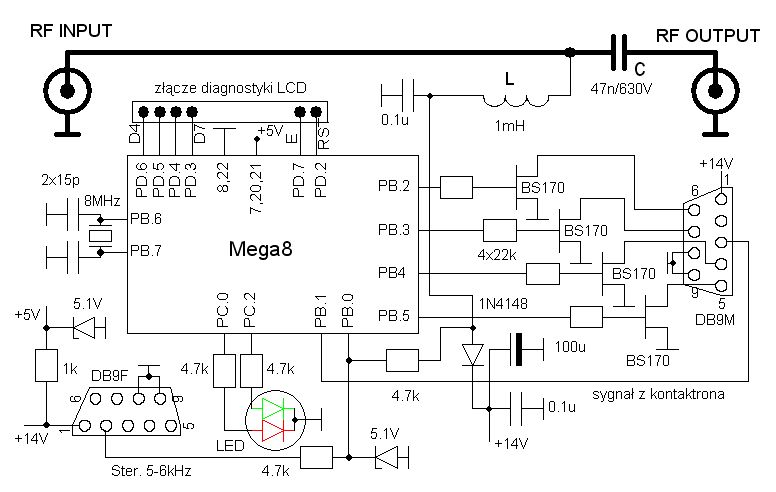 RF INPUT
RF OUTPUT
złącze diagnostyki LCD
L
C
47n/630V
0.1u
1mH
D4
D7
+5V
E
RS
PD.6
PD.5
PD.4
PD.3
8,22
7,20,21
PD.7
PD.2
+14V
2x15p
8MHz
PB.6
PB.7
Mega8
PB.2
PB.3
PB4
PB.5
BS170
BS170
BS170
BS170
4x22k
6
1
9
5
DB9M
PC.0
PC.2
PB.1
PB.0
+5V
5.1V
1k
DB9F
+14V
6
9
1
5
4.7k
4.7k
LED
1N4148
100u
4.7k
0.1u
+14V
sygnał z kontaktrona
5.1V
4.7k
Ster. 5-6kHz